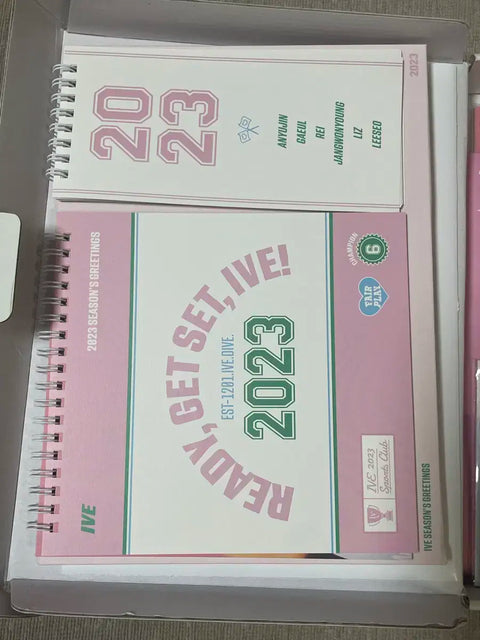 2023
20
23
ANYUJIN
GAEUL
REI
JANGWONYOUNG
LIZ
LEESEO
2023 SEASON'S GREETINGS
IVE
READY, GET SET, IVE!
EST-1201.IVE.DIVE.
2023
CHAMPION
6
FAIR
PLAY
IVE 2023
Sports Club
IVE SEASON'S GREETINGS